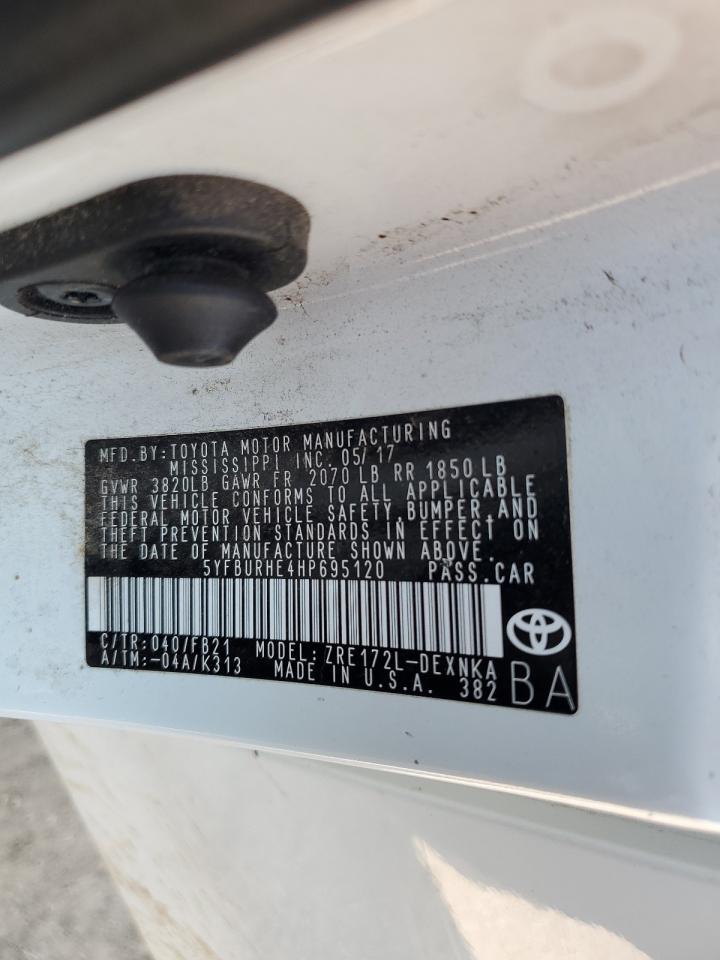 MFD.BY:TOYOTA MOTOR MANUFACTURING
MISSISSIPPI INC. 05/17
GVWR 3820LB GAWR FR 2070 LB RR 1850 LB
THIS VEHICLE CONFORMS TO ALL APPLICABLE
FEDERAL MOTOR VEHICLE SAFETY, BUMPER, AND
THEFT PREVENTION STANDARDS IN EFFECT ON
THE DATE OF MANUFACTURE SHOWN ABOVE.
5YFBURHE4HP695120 PASS.CAR
C/TR:040/FB21 MODEL: ZRE172L-DEXNKA
A/TM:-04A/K313 MADE IN U.S.A. 382 BA